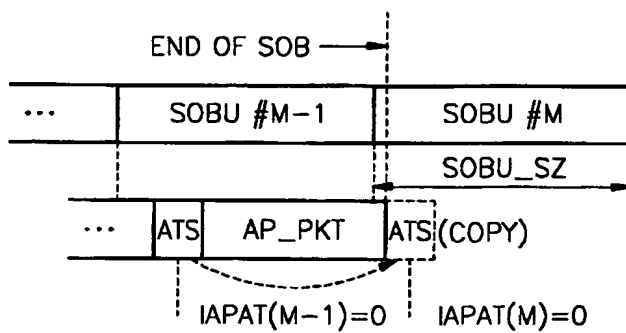 END OF SOB
··· SOBU #M-1 SOBU #M
SOBU_SZ
··· ATS AP_PKT ATS (COPY)
IAPAT(M-1)=0 IAPAT(M)=0